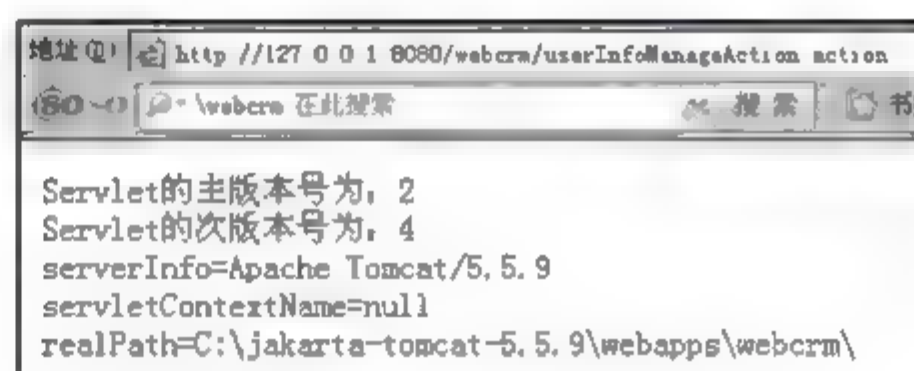 地址(D) http //127 0 0 1 8080/webcrm/userInfoManageAction action
\webcrm 在此搜索 搜 索 书
Servlet的主版本号为: 2
Servlet的次版本号为: 4
serverInfo=Apache Tomcat/5.5.9
servletContextName=null
realPath=C:\jakarta-tomcat-5.5.9\webapps\webcrm\